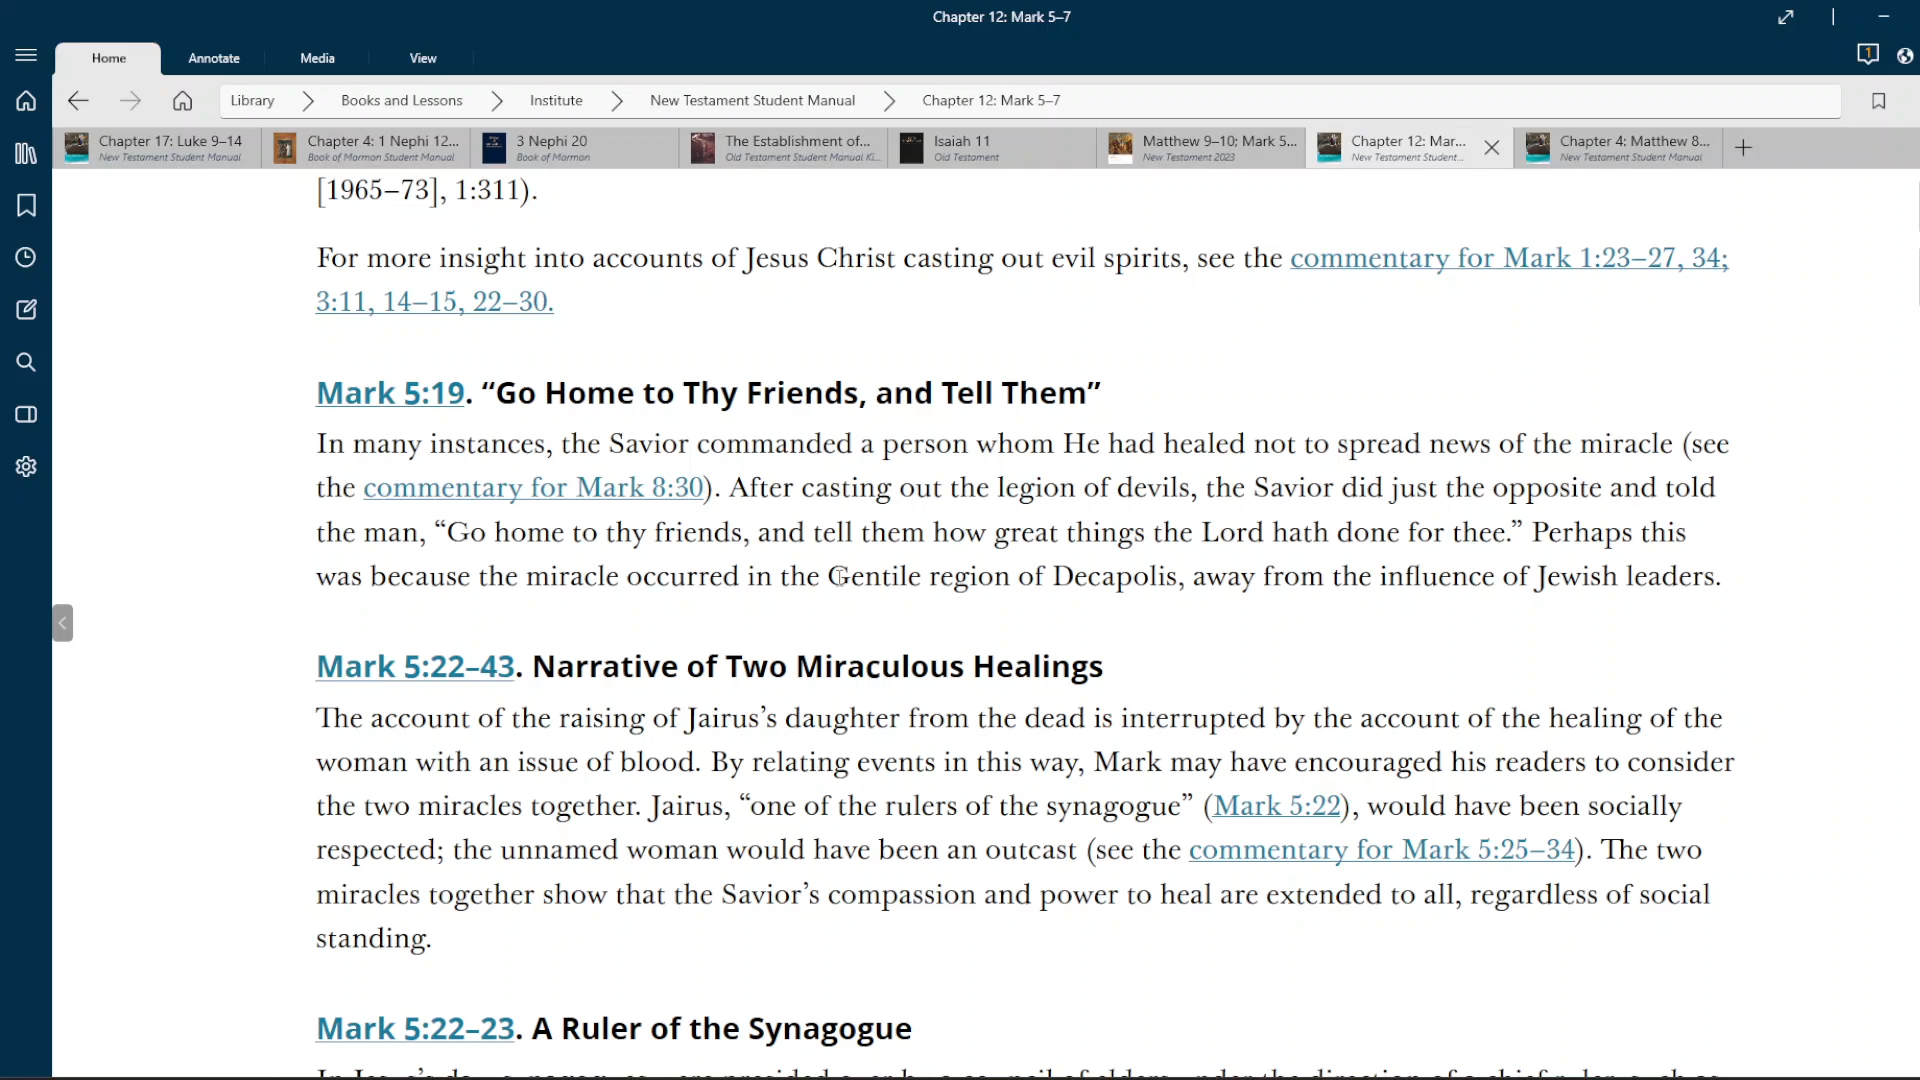 Chapter 12: Mark 5–7
Home
Annotate
Media
View
1
Library
Books and Lessons
Institute
New Testament Student Manual
Chapter 12: Mark 5–7
Chapter 17: Luke 9–14
New Testament Student Manual
Chapter 4: 1 Nephi 12...
Book of Mormon Student Manual
3 Nephi 20
Book of Mormon
The Establishment of...
Old Testament Student Manual Ki...
Isaiah 11
Old Testament
Matthew 9–10; Mark 5...
New Testament 2023
Chapter 12: Mar...
New Testament Student...
Chapter 4: Matthew 8...
New Testament Student Manual
[1965–73], 1:311).
For more insight into accounts of Jesus Christ casting out evil spirits, see the commentary for Mark 1:23–27, 34;
3:11, 14–15, 22–30.
Mark 5:19. “Go Home to Thy Friends, and Tell Them”
In many instances, the Savior commanded a person whom He had healed not to spread news of the miracle (see
the commentary for Mark 8:30). After casting out the legion of devils, the Savior did just the opposite and told
the man, “Go home to thy friends, and tell them how great things the Lord hath done for thee.” Perhaps this
was because the miracle occurred in the Gentile region of Decapolis, away from the influence of Jewish leaders.
Mark 5:22–43. Narrative of Two Miraculous Healings
The account of the raising of Jairus’s daughter from the dead is interrupted by the account of the healing of the
woman with an issue of blood. By relating events in this way, Mark may have encouraged his readers to consider
the two miracles together. Jairus, “one of the rulers of the synagogue” (Mark 5:22), would have been socially
respected; the unnamed woman would have been an outcast (see the commentary for Mark 5:25–34). The two
miracles together show that the Savior’s compassion and power to heal are extended to all, regardless of social
standing.
Mark 5:22–23. A Ruler of the Synagogue